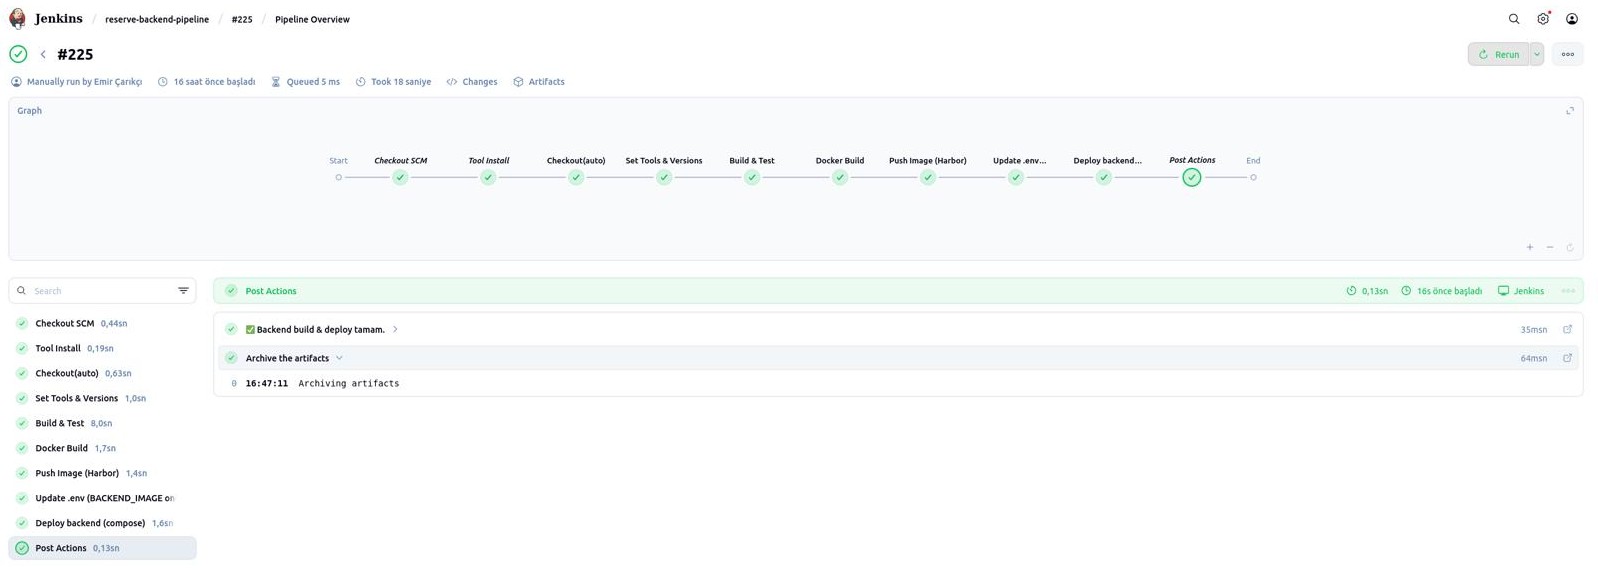 Jenkins / reserve-backend-pipeline / #225 / Pipeline Overview
#225
Rerun
Manually run by Emir Çarıkçı 16 saat önce başladı Queued 5 ms Took 18 saniye Changes Artifacts
Graph
Start Checkout SCM Tool Install Checkout(auto) Set Tools & Versions Build & Test Docker Build Push Image (Harbor) Update .env... Deploy backend... Post Actions End
Search
Checkout SCM 0,44sn
Tool Install 0,19sn
Checkout(auto) 0,63sn
Set Tools & Versions 1,0sn
Build & Test 8,0sn
Docker Build 1,7sn
Push Image (Harbor) 1,4sn
Update .env (BACKEND_IMAGE on
Deploy backend (compose) 1,6sn
Post Actions 0,13sn
Post Actions 0,13sn 16s önce başladı Jenkins
✅ Backend build & deploy tamam. 35msn
Archive the artifacts 64msn
0 16:47:11 Archiving artifacts